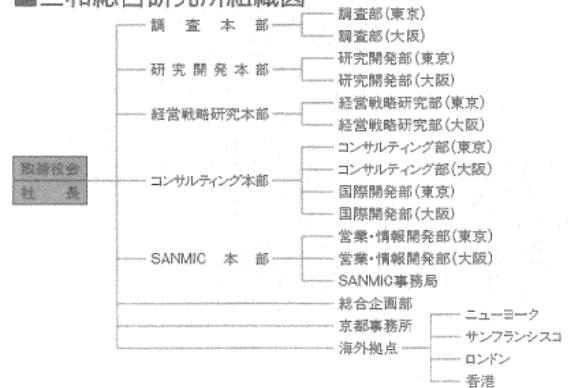 三和総合研究所組織図
取締役会
社長
調査本部
調査部(東京)
調査部(大阪)
研究開発本部
研究開発部(東京)
研究開発部(大阪)
経営戦略研究本部
経営戦略研究部(東京)
経営戦略研究部(大阪)
コンサルティング本部
コンサルティング部(東京)
コンサルティング部(大阪)
国際開発部(東京)
国際開発部(大阪)
SANMIC 本部
営業・情報開発部(東京)
営業・情報開発部(大阪)
SANMIC事務局
総合企画部
京都事務所
海外拠点
ニューヨーク
サンフランシスコ
ロンドン
香港